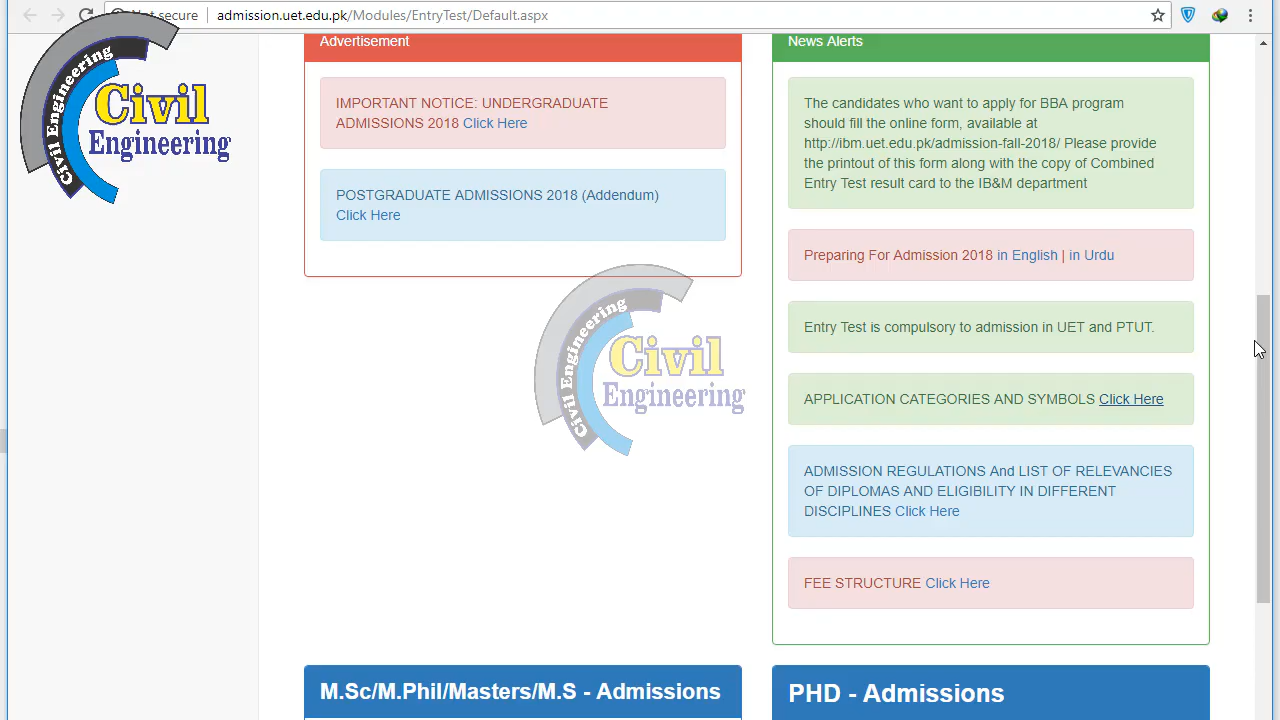 Not secure
admission.uet.edu.pk/Modules/EntryTest/Default.aspx
Civil Engineering
Civil
Engineering
Advertisement
IMPORTANT NOTICE: UNDERGRADUATE
ADMISSIONS 2018 Click Here
POSTGRADUATE ADMISSIONS 2018 (Addendum)
Click Here
Civil Engineering
Civil
Engineering
News Alerts
The candidates who want to apply for BBA program
should fill the online form, available at
http://ibm.uet.edu.pk/admission-fall-2018/ Please provide
the printout of this form along with the copy of Combined
Entry Test result card to the IB&M department
Preparing For Admission 2018 in English | in Urdu
Entry Test is compulsory to admission in UET and PTUT.
APPLICATION CATEGORIES AND SYMBOLS Click Here
ADMISSION REGULATIONS And LIST OF RELEVANCIES
OF DIPLOMAS AND ELIGIBILITY IN DIFFERENT
DISCIPLINES Click Here
FEE STRUCTURE Click Here
M.Sc/M.Phil/Masters/M.S - Admissions
PHD - Admissions